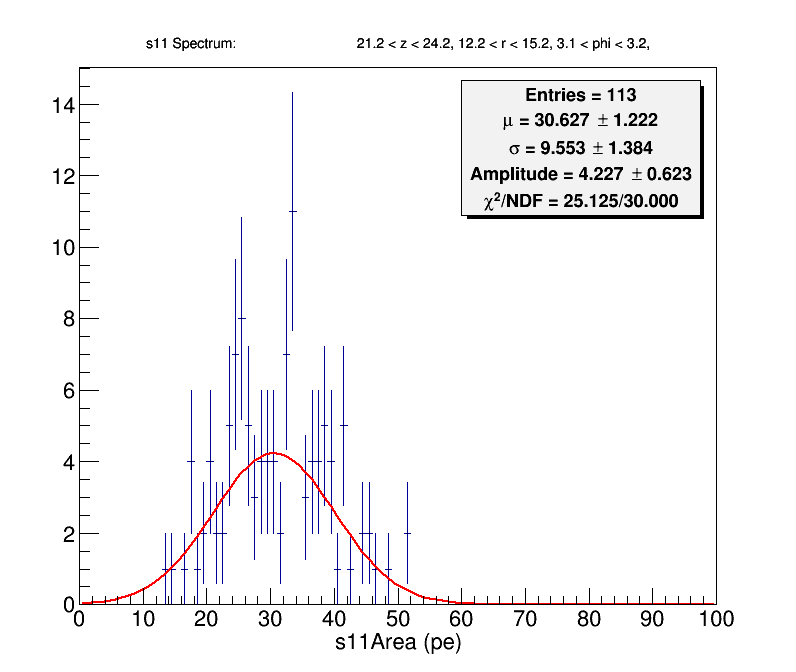 s11 Spectrum: 21.2 < z < 24.2, 12.2 < r < 15.2, 3.1 < phi < 3.2,
Entries = 113
μ = 30.627 ± 1.222
σ = 9.553 ± 1.384
Amplitude = 4.227 ± 0.623
χ²/NDF = 25.125/30.000
14
12
10
8
6
4
2
0
0 10 20 30 40 50 60 70 80 90 100
s11Area (pe)